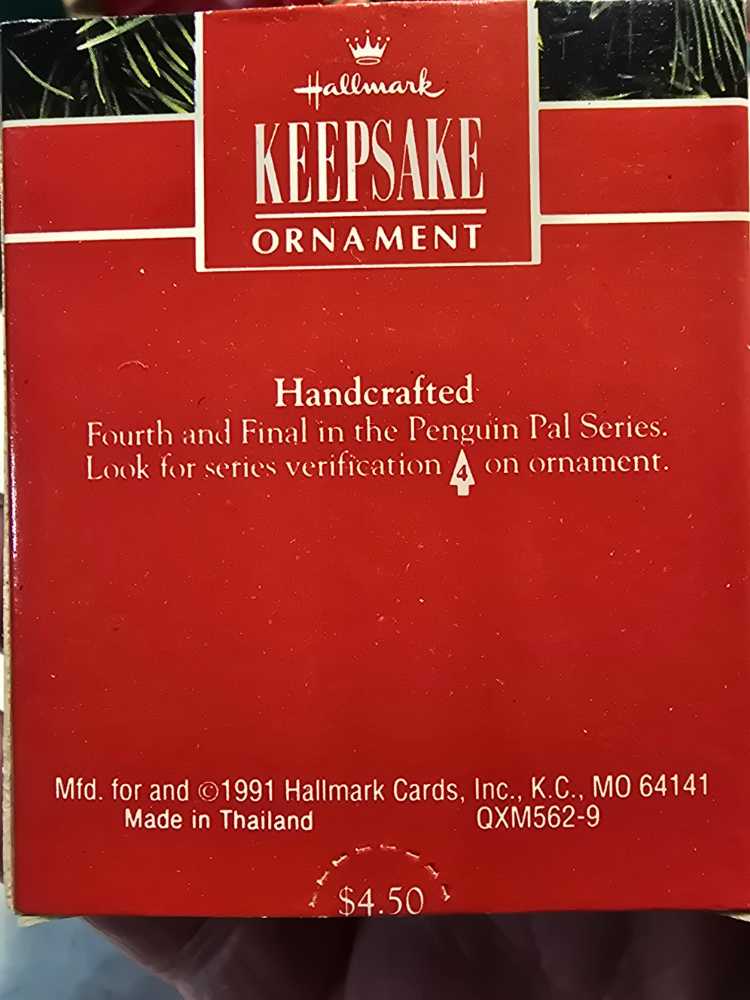 Hallmark
KEEPSAKE
ORNAMENT
Handcrafted
Fourth and Final in the Penguin Pal Series.
Look for series verification 4 on ornament.
Mfd. for and ©1991 Hallmark Cards, Inc., K.C., MO 64141
Made in Thailand QXM562-9
$4.50